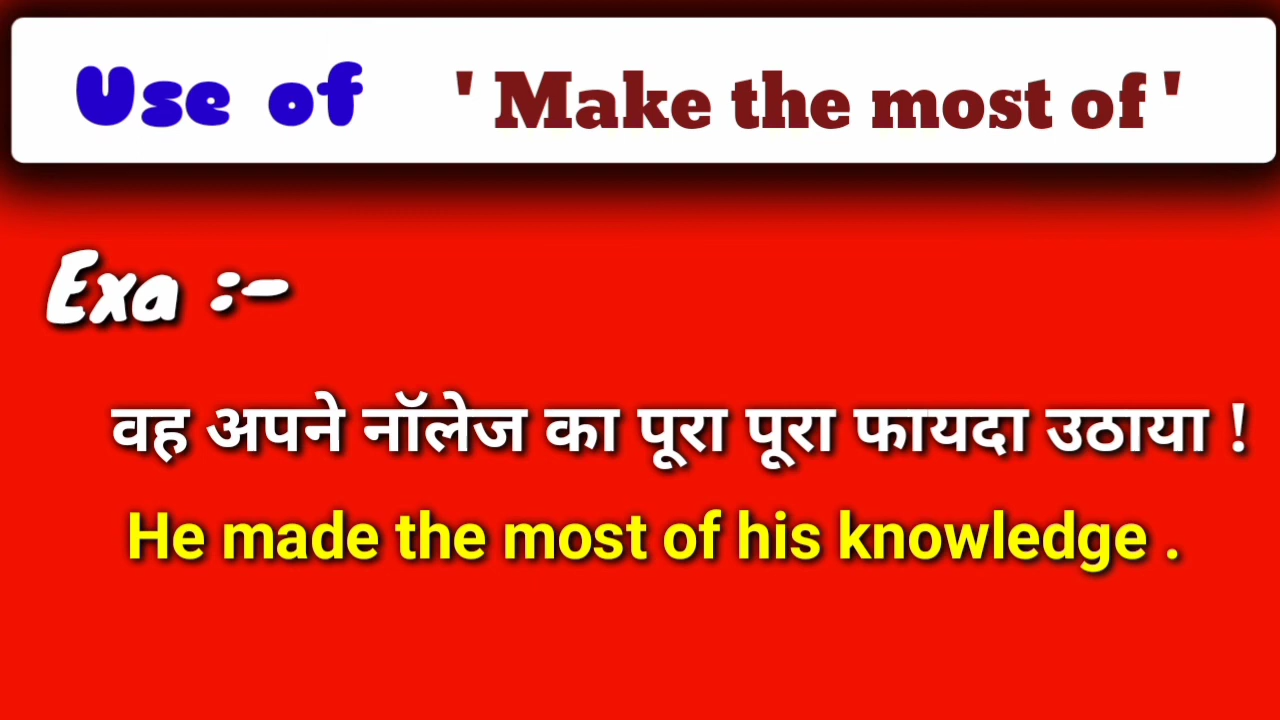 Use of ' Make the most of '
Exa :-
वह अपने नॉलेज का पूरा पूरा फायदा उठाया !
He made the most of his knowledge .